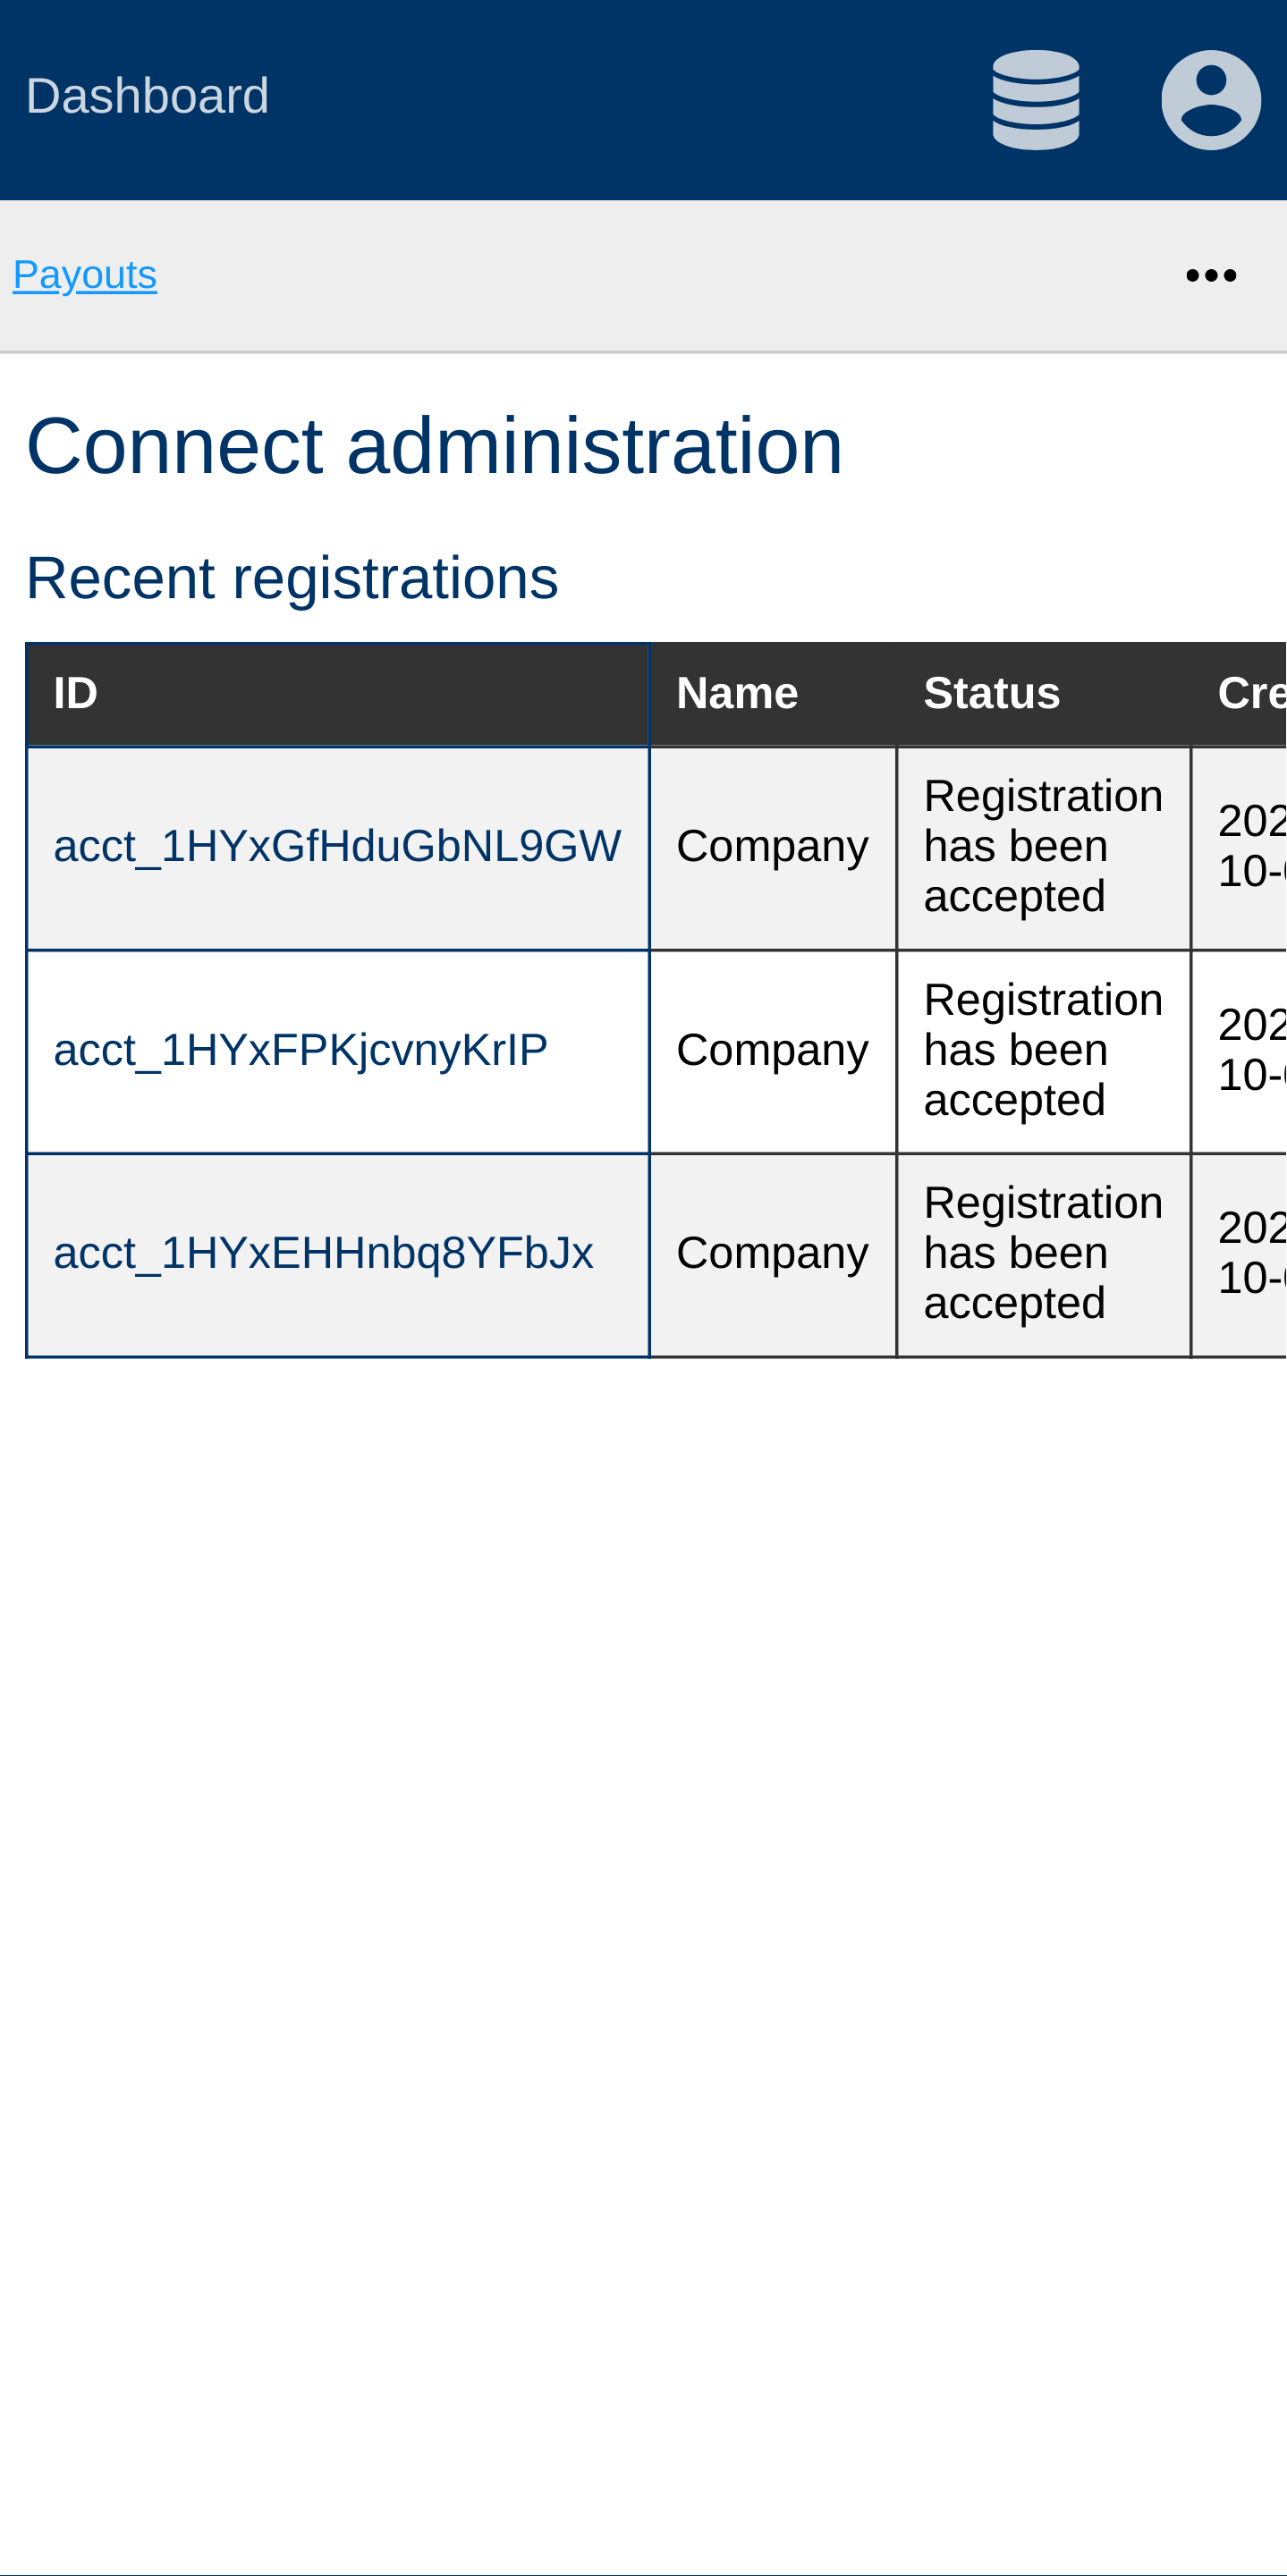 Dashboard
Payouts
Connect administration
Recent registrations
ID Name Status Cre
acct_1HYxGfHduGbNL9GW Company Registration has been accepted 202 10-
acct_1HYxFPKjcvnyKrIP Company Registration has been accepted 202 10-
acct_1HYxEHHnbq8YFbJx Company Registration has been accepted 202 10-